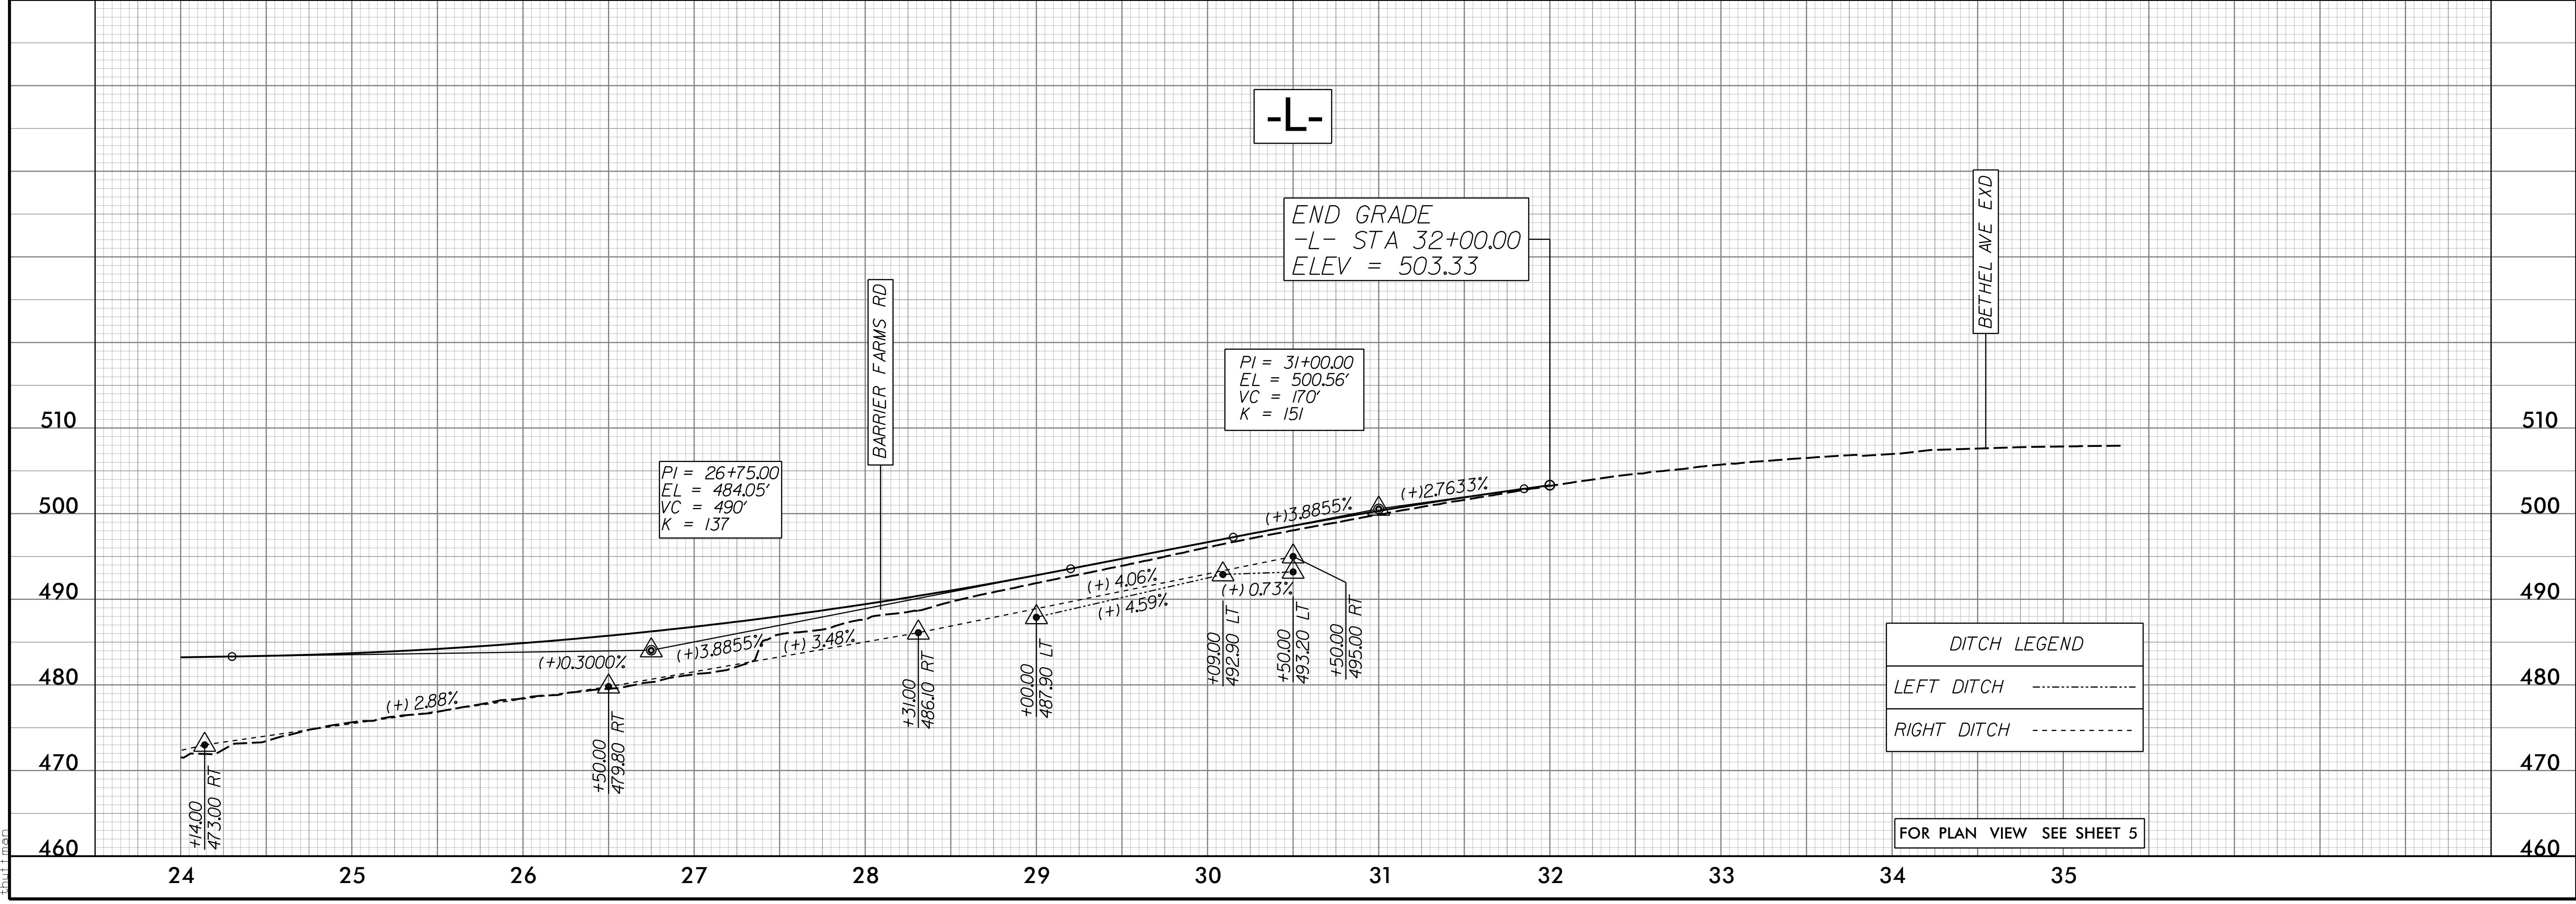 -L-
END GRADE
-L- STA 32+00.00
ELEV = 503.33
BETHEL AVE EXD
BARRIER FARMS RD
PI = 31+00.00
EL = 500.56'
VC = 170'
K = 151
PI = 26+75.00
EL = 484.05'
VC = 490'
K = 137
510
510
500
500
490
490
480
480
470
470
460
460
(+)3.8855%
(+)2.7633%
(+) 4.06%
(+) 4.59%
(+) 0.73%
(+)0.3000%
(+)3.8855%
(+) 3.48%
(+) 2.88%
+14.00
473.00 RT
+50.00
479.80 RT
+31.00
486.10 RT
+00.00
487.90 LT
+09.00
492.90 LT
+50.00
493.20 LT
+50.00
495.00 RT
DITCH LEGEND
LEFT DITCH
RIGHT DITCH
FOR PLAN VIEW SEE SHEET 5
24 25 26 27 28 29 30 31 32 33 34 35